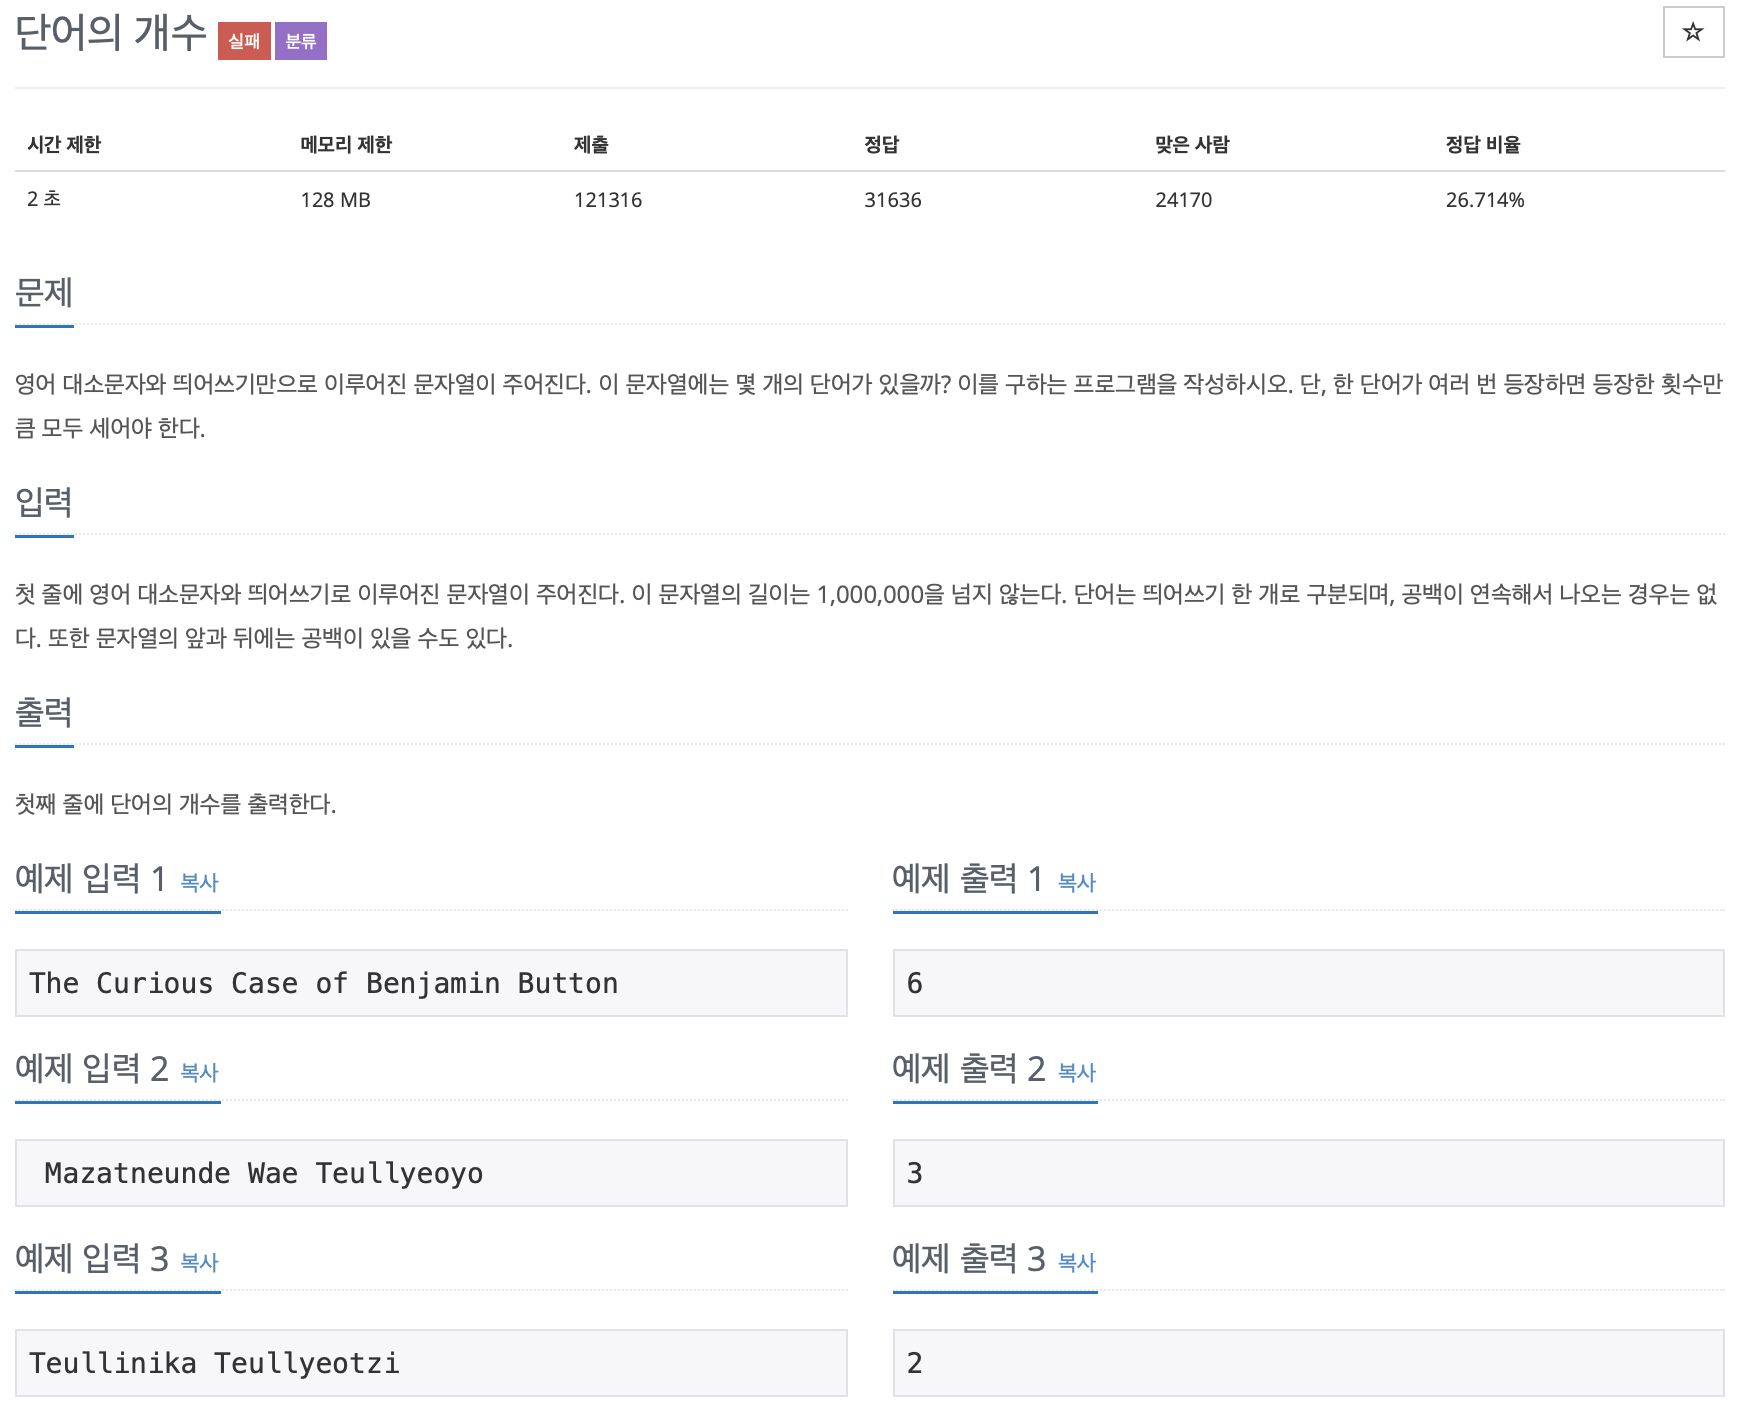 단어의 개수 실패 분류
☆
시간 제한 메모리 제한 제출 정답 맞은 사람 정답 비율
2 초 128 MB 121316 31636 24170 26.714%
문제
영어 대소문자와 띄어쓰기만으로 이루어진 문자열이 주어진다. 이 문자열에는 몇 개의 단어가 있을까? 이를 구하는 프로그램을 작성하시오. 단, 한 단어가 여러 번 등장하면 등장한 횟수만
큼 모두 세어야 한다.
입력
첫 줄에 영어 대소문자와 띄어쓰기로 이루어진 문자열이 주어진다. 이 문자열의 길이는 1,000,000을 넘지 않는다. 단어는 띄어쓰기 한 개로 구분되며, 공백이 연속해서 나오는 경우는 없
다. 또한 문자열의 앞과 뒤에는 공백이 있을 수도 있다.
출력
첫째 줄에 단어의 개수를 출력한다.
예제 입력 1 복사
예제 출력 1 복사
The Curious Case of Benjamin Button
6
예제 입력 2 복사
예제 출력 2 복사
 Mazatneunde Wae Teullyeoyo
3
예제 입력 3 복사
예제 출력 3 복사
Teullinika Teullyeotzi
2